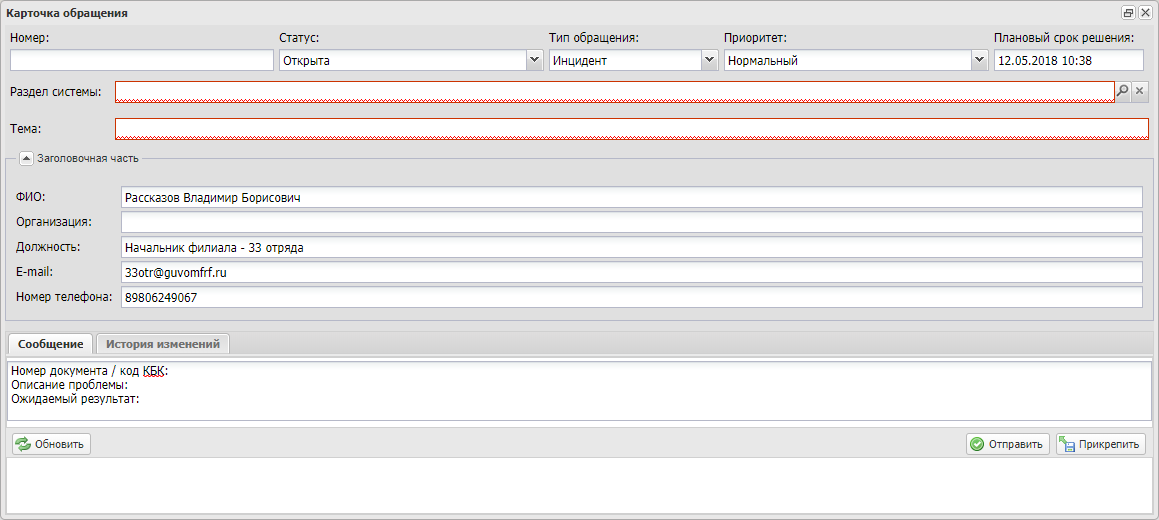 Карточка обращения
Номер: Статус: Тип обращения: Приоритет: Плановый срок решения:
Открыта Инцидент Нормальный 12.05.2018 10:38
Раздел системы:
Тема:
Заголовочная часть
ФИО: Рассказов Владимир Борисович
Организация:
Должность: Начальник филиала - 33 отряда
E-mail: 33otr@guvomfrf.ru
Номер телефона: 89806249067
Сообщение История изменений
Номер документа / код КБК:
Описание проблемы:
Ожидаемый результат:
Обновить Отправить Прикрепить